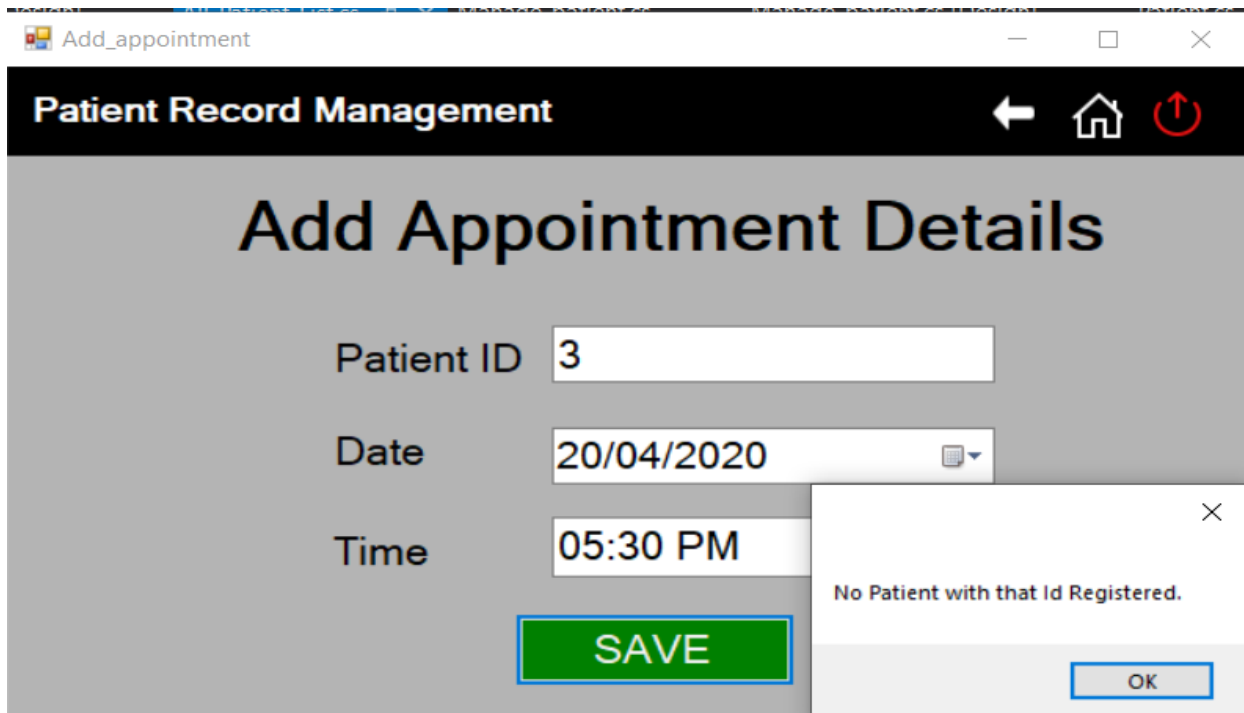 Add_appointment
Patient Record Management
Add Appointment Details
Patient ID 3
Date 20/04/2020
Time 05:30 PM
No Patient with that Id Registered.
SAVE
OK